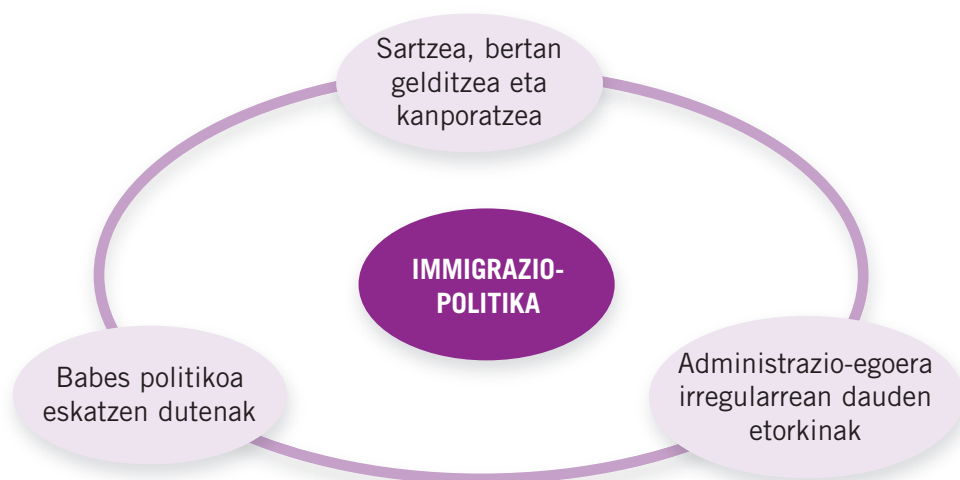 Sartzea, bertan
gelditzea eta
kanporatzea
IMMIGRAZIO-
POLITIKA
Babes politikoa
eskatzen dutenak
Administrazio-egoera
irregularrean dauden
etorkinak